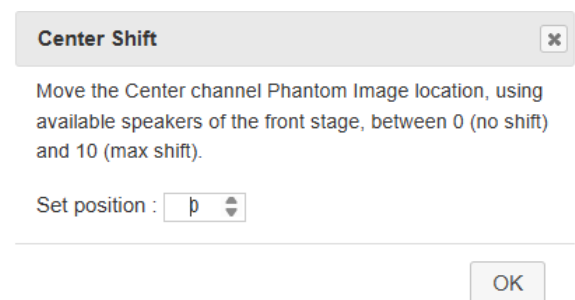 Center Shift
Move the Center channel Phantom Image location, using
available speakers of the front stage, between 0 (no shift)
and 10 (max shift).
Set position : 0
OK